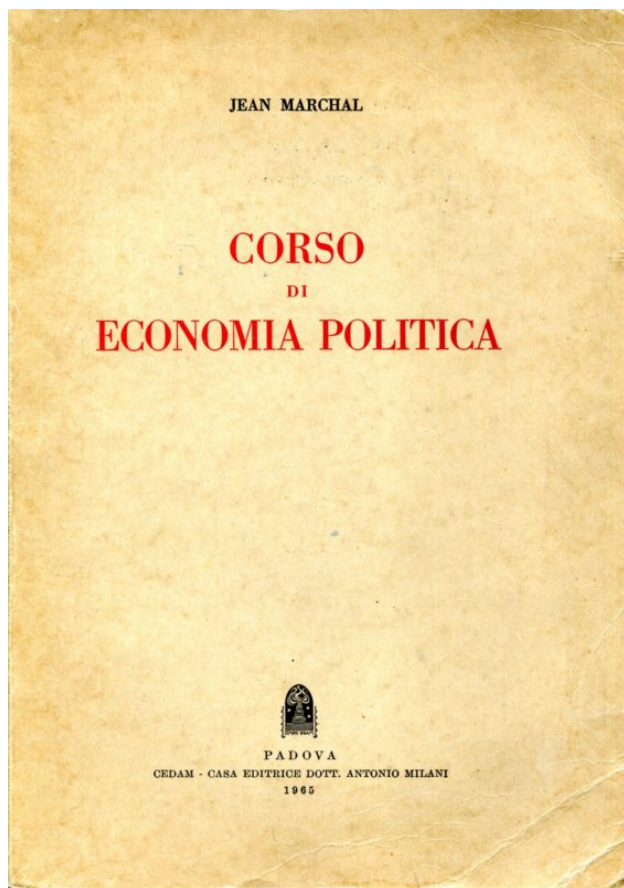 JEAN MARCHAL
CORSO
DI
ECONOMIA POLITICA
PADOVA
CEDAM - CASA EDITRICE DOTT. ANTONIO MILANI
1965